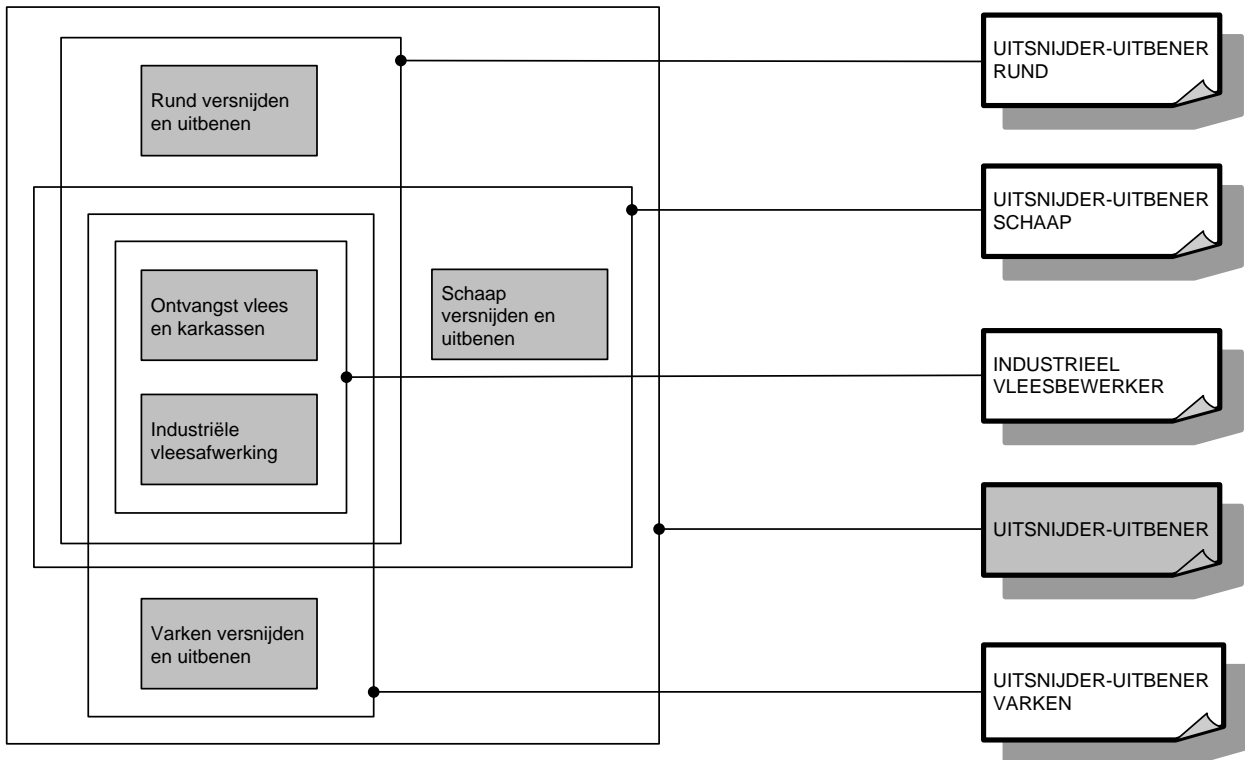 Rund versnijden
en uitbenen
Ontvangst vlees
en karkassen
Industriële
vleesafwerking
Schaap
versnijden en
uitbenen
Varken versnijden
en uitbenen
UITSNIJDER-UITBENER
RUND
UITSNIJDER-UITBENER
SCHAAP
INDUSTRIEEL
VLEESBEWERKER
UITSNIJDER-UITBENER
UITSNIJDER-UITBENER
VARKEN